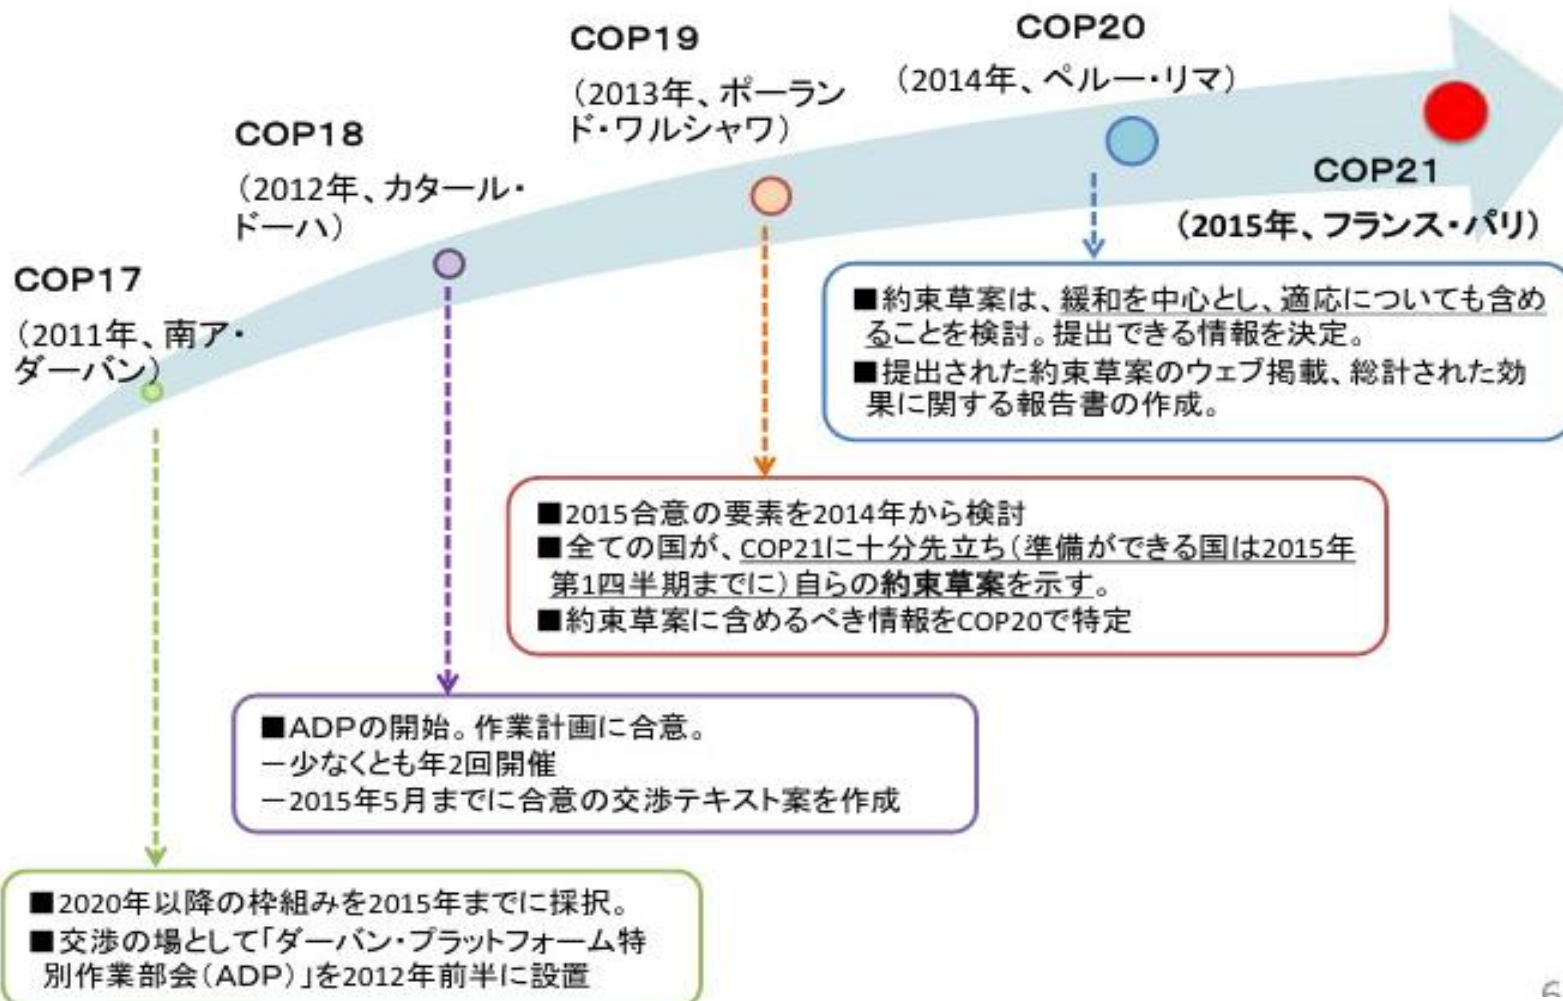 COP17
（2011年、南ア・
ダーバン）
COP18
（2012年、カタール・
ドーハ）
COP19
（2013年、ポーラン
ド・ワルシャワ）
COP20
（2014年、ペルー・リマ）
COP21
（2015年、フランス・パリ）
■約束草案は、緩和を中心とし、適応についても含め
ることを検討。提出できる情報を決定。
■提出された約束草案のウェブ掲載、総計された効
果に関する報告書の作成。
■2015合意の要素を2014年から検討
■全ての国が、COP21に十分先立ち（準備ができる国は2015年
第1四半期までに）自らの約束草案を示す。
■約束草案に含めるべき情報をCOP20で特定
■ADPの開始。作業計画に合意。
－少なくとも年2回開催
－2015年5月までに合意の交渉テキスト案を作成
■2020年以降の枠組みを2015年までに採択。
■交渉の場として「ダーバン・プラットフォーム特
別作業部会（ADP）」を2012年前半に設置
6